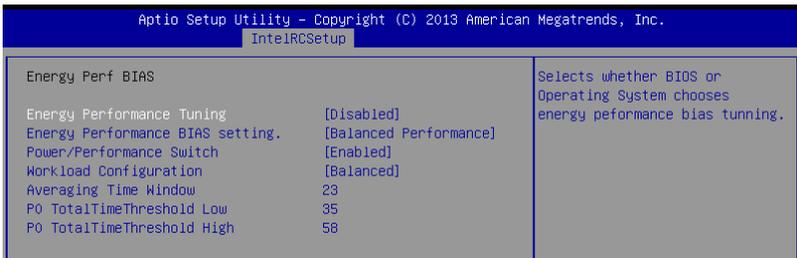 Aptio Setup Utility – Copyright (C) 2013 American Megatrends, Inc.
IntelRCSetup
Energy Perf BIAS
Energy Performance Tuning [Disabled]
Energy Performance BIAS setting. [Balanced Performance]
Power/Performance Switch [Enabled]
Workload Configuration [Balanced]
Averaging Time Window 23
P0 TotalTimeThreshold Low 35
P0 TotalTimeThreshold High 58
Selects whether BIOS or
Operating System chooses
energy peformance bias tunning.